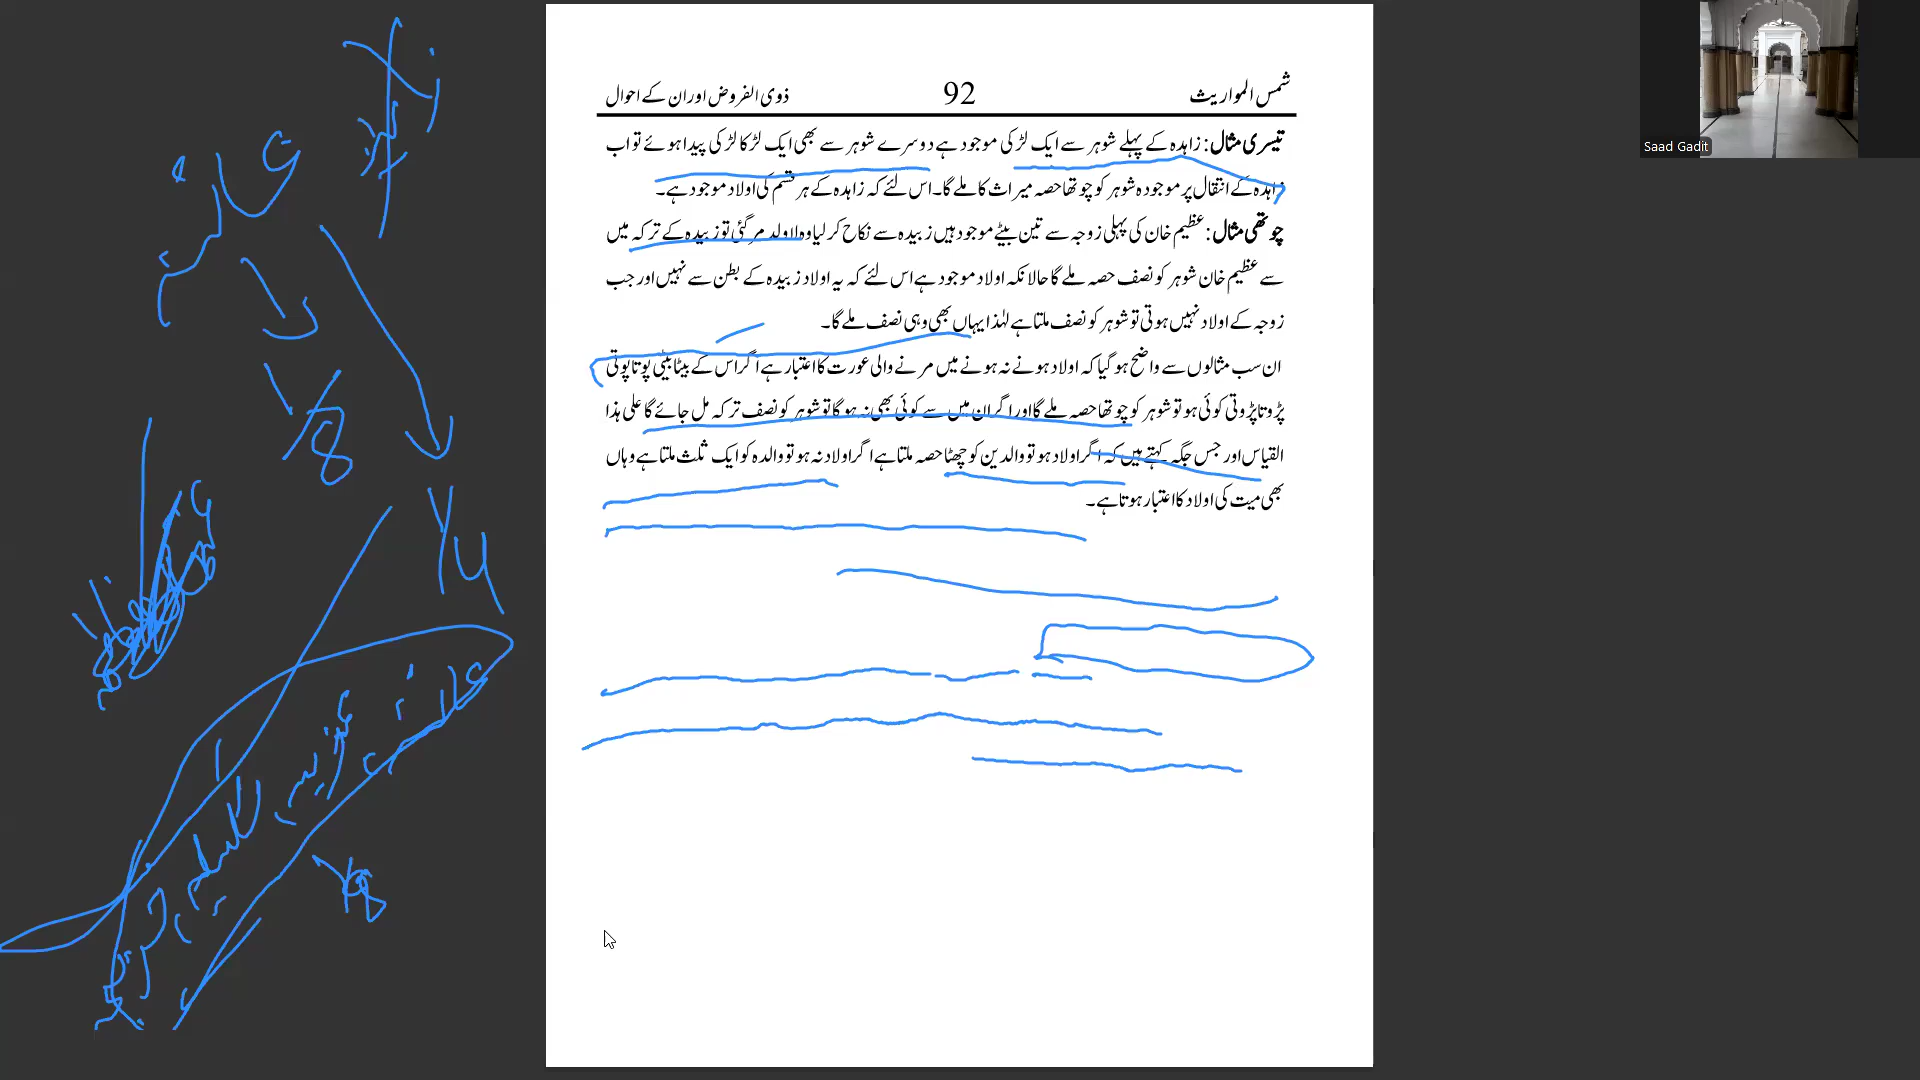 شمس المواریث
92
ذوی الفروض اور ان کے احوال
تیسری مثال: زاہدہ کے پہلے شوہر سے ایک لڑکی موجود ہے دوسرے شوہر سے بھی ایک لڑکا لڑکی پیدا ہوئے تو اب
زاہدہ کے انتقال پر موجودہ شوہر کو چوتھا حصہ میراث کا ملے گا۔ اس لئے کہ زاہدہ کے ہر قسم کی اولاد موجود ہے۔
چوتھی مثال: عظیم خان کی پہلی زوجہ سے تین بیٹے موجود ہیں زبیدہ سے نکاح کر لیا وہ لاولد مر گئی تو زبیدہ کے ترکہ میں
سے عظیم خان شوہر کو نصف حصہ ملے گا حالانکہ اولاد موجود ہے اس لئے کہ یہ اولاد زبیدہ کے بطن سے نہیں اور جب
زوجہ کے اولاد نہیں ہوتی تو شوہر کو نصف ملتا ہے لہٰذا یہاں بھی وہی نصف ملے گا۔
ان سب مثالوں سے واضح ہو گیا کہ اولاد ہونے نہ ہونے میں مرنے والی عورت کا اعتبار ہے اگر اس کے بیٹا بیٹی پوتا پوتی
پڑوتا پڑوتی کوئی ہو تو شوہر کو چوتھا حصہ ملے گا اور اگر ان میں سے کوئی بھی نہ ہو گا تو شوہر کو نصف ترکہ مل جائے گا علی ہذا
القیاس اور جس جگہ کہتے ہیں کہ اگر اولاد ہو تو والدین کو چھٹا حصہ ملتا ہے اگر اولاد نہ ہو تو والدہ کو ایک ثلث ملتا ہے وہاں
بھی میت کی اولاد کا اعتبار ہوتا ہے۔
1/8
Saad Gadit